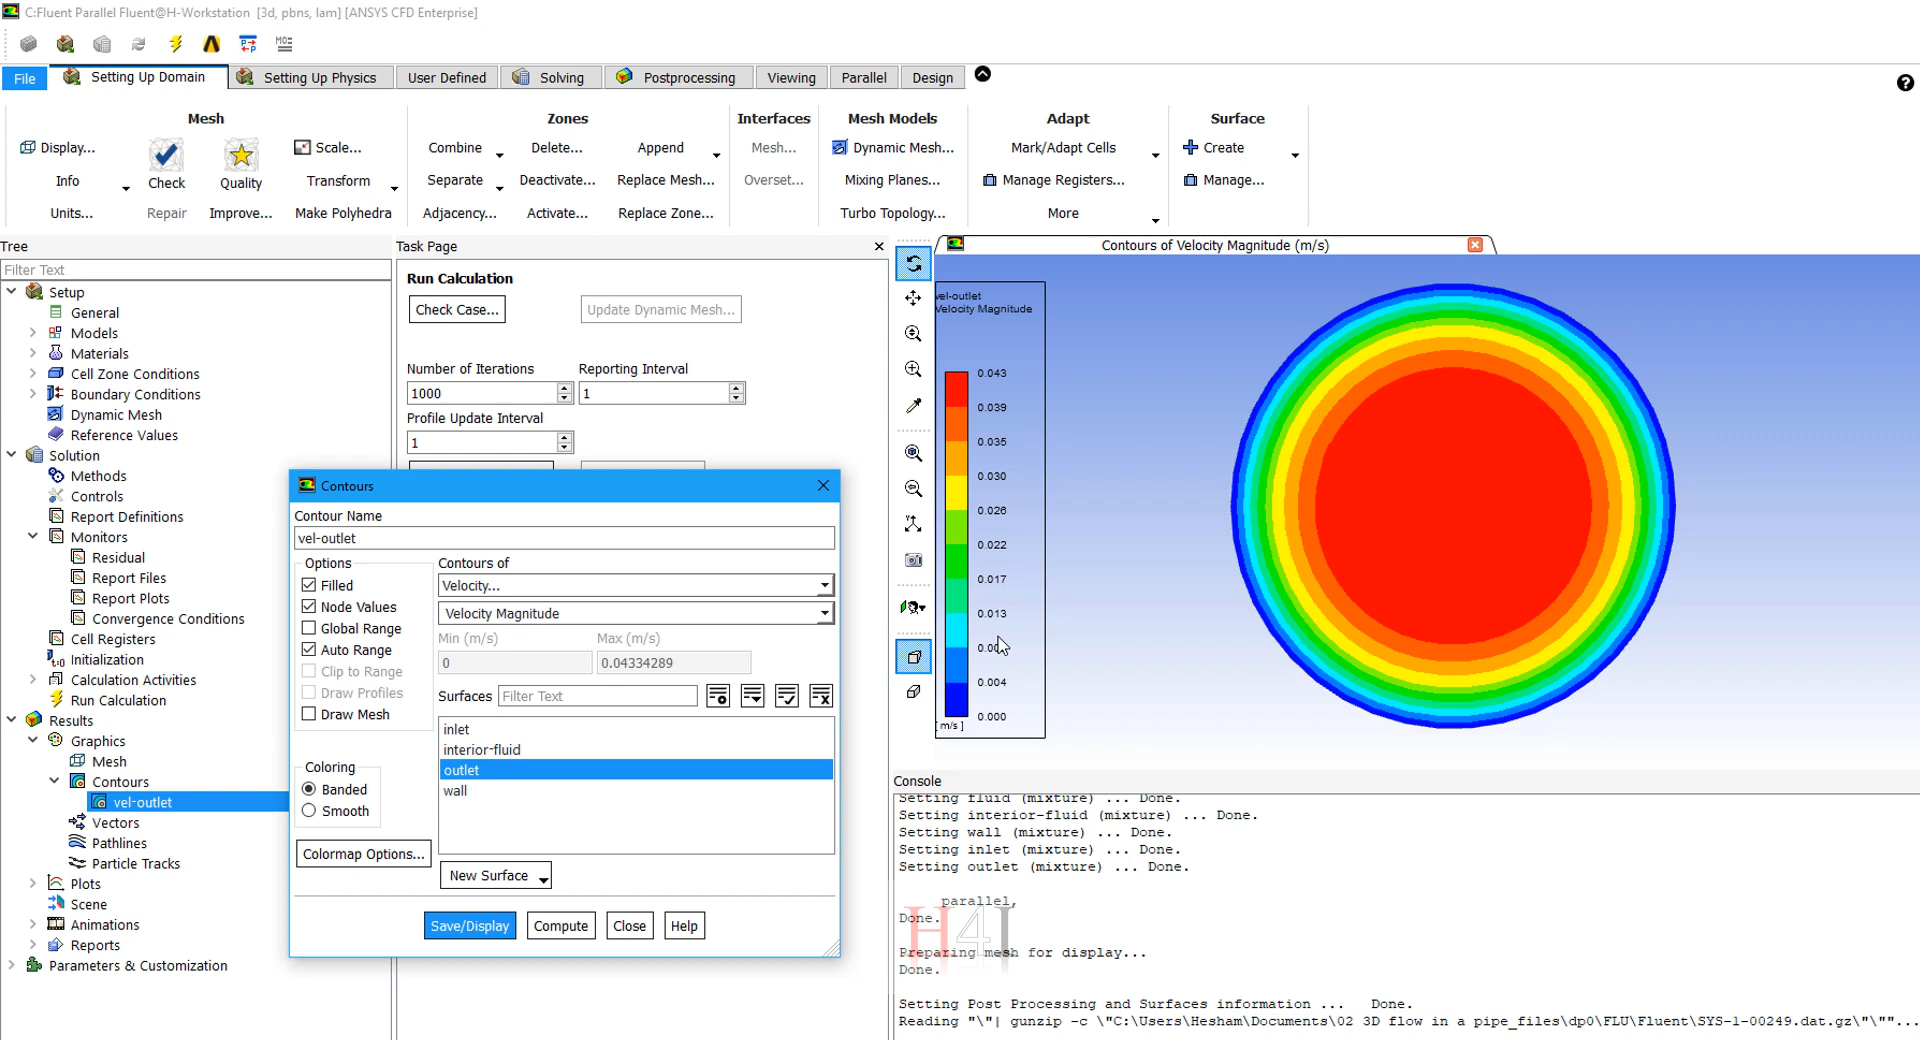 C:Fluent Parallel Fluent@H-Workstation [3d, pbns, lam] [ANSYS CFD Enterprise]
File
Setting Up Domain
Setting Up Physics
User Defined
Solving
Postprocessing
Viewing
Parallel
Design
Mesh
Zones
Interfaces
Mesh Models
Adapt
Surface
Display...
Check
Quality
Scale...
Combine
Delete...
Append
Mesh...
Dynamic Mesh...
Mark/Adapt Cells
Create
Info
Transform
Separate
Deactivate...
Replace Mesh...
Overset...
Mixing Planes...
Manage Registers...
Manage...
Units...
Repair
Improve...
Make Polyhedra
Adjacency...
Activate...
Replace Zone...
Turbo Topology...
More
Tree
Filter Text
Setup
General
Models
Materials
Cell Zone Conditions
Boundary Conditions
Dynamic Mesh
Reference Values
Solution
Methods
Controls
Report Definitions
Monitors
Residual
Report Files
Report Plots
Convergence Conditions
Cell Registers
Initialization
Calculation Activities
Run Calculation
Results
Graphics
Mesh
Contours
vel-outlet
Vectors
Pathlines
Particle Tracks
Plots
Scene
Animations
Reports
Parameters & Customization
Task Page
Run Calculation
Check Case...
Update Dynamic Mesh...
Number of Iterations
Reporting Interval
1000
1
Profile Update Interval
1
Contours
Contour Name
vel-outlet
Options
Filled
Node Values
Global Range
Auto Range
Clip to Range
Draw Profiles
Draw Mesh
Coloring
Banded
Smooth
Colormap Options...
Contours of
Velocity...
Velocity Magnitude
Min (m/s)
Max (m/s)
0
0.04334289
Surfaces
Filter Text
inlet
interior-fluid
outlet
wall
New Surface
Save/Display
Compute
Close
Help
Contours of Velocity Magnitude (m/s)
vel-outlet
Velocity Magnitude
0.043
0.039
0.035
0.030
0.026
0.022
0.017
0.013
0.004
0.000
[ m/s ]
Console
Setting fluid (mixture) ... Done.
Setting interior-fluid (mixture) ... Done.
Setting wall (mixture) ... Done.
Setting inlet (mixture) ... Done.
Setting outlet (mixture) ... Done.
parallel,
Done.
H4I
Preparing mesh for display...
Done.
Setting Post Processing and Surfaces information ... Done.
Reading "\"| gunzip -c \"C:\Users\Hesham\Documents\02 3D flow in a pipe_files\dp0\FLU\Fluent\SYS-1-00249.dat.gz\"\""...